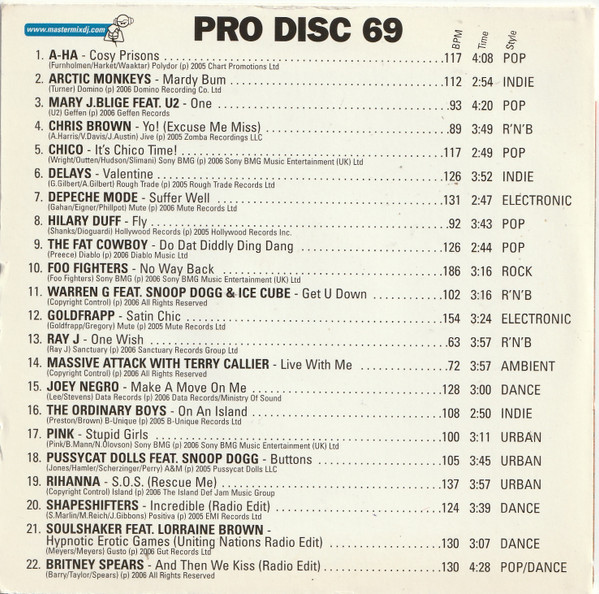 www.mastermixdj.com
PRO DISC 69
BPM Time Style
1. A-HA - Cosy Prisons 117 4:08 POP
(Furnholmen/Harket/Waaktar) Polydor (p) 2005 Chart Promotions Ltd
2. ARCTIC MONKEYS - Mardy Bum 112 2:54 INDIE
(Turner) Domino (p) 2006 Domino Recording Co. Ltd
3. MARY J.BLIGE FEAT. U2 - One 93 4:20 POP
(U2) Geffen (p) 2006 Geffen Records
4. CHRIS BROWN - Yo! (Excuse Me Miss) 89 3:49 R'N'B
(A.Harris/V.Davis/J.Austin) Jive (p) 2005 Zomba Recordings LLC
5. CHICO - It's Chico Time! 117 2:49 POP
(Wright/Outten/Hudson/Slimani) Sony BMG (p) 2006 Sony BMG Music Entertainment (UK) Ltd
6. DELAYS - Valentine 126 3:52 INDIE
(G.Gilbert/A.Gilbert) Rough Trade (p) 2005 Rough Trade Records Ltd
7. DEPECHE MODE - Suffer Well 131 2:47 ELECTRONIC
(Gahan/Eigner/Phillpot) Mute (p) 2006 Mute Records Ltd
8. HILARY DUFF - Fly 92 3:43 POP
(Shanks/Dioguardi) Hollywood Records (p) 2005 Hollywood Records Inc.
9. THE FAT COWBOY - Do Dat Diddly Ding Dang 126 2:44 POP
(Preece) Diablo (p) 2006 Diablo Music Ltd
10. FOO FIGHTERS - No Way Back 186 3:16 ROCK
(Foo Fighters) Sony BMG (p) 2006 Sony BMG Music Entertainment (UK) Ltd
11. WARREN G FEAT. SNOOP DOGG & ICE CUBE - Get U Down 102 3:16 R'N'B
(Copyright Control) (p) 2006 All Rights Reserved
12. GOLDFRAPP - Satin Chic 154 3:24 ELECTRONIC
(Goldfrapp/Gregory) Mute (p) 2005 Mute Records Ltd
13. RAY J - One Wish 63 3:57 R'N'B
(Ray J) Sanctuary (p) 2006 Sanctuary Records Group Ltd
14. MASSIVE ATTACK WITH TERRY CALLIER - Live With Me 72 3:57 AMBIENT
(Copyright Control) (p) 2006 All Rights Reserved
15. JOEY NEGRO - Make A Move On Me 128 3:00 DANCE
(Lee/Stevens) Data Records (p) 2006 Data Records/Ministry Of Sound
16. THE ORDINARY BOYS - On An Island 108 2:50 INDIE
(Preston/Brown) B-Unique (p) 2005 B-Unique Records Ltd
17. PINK - Stupid Girls 100 3:11 URBAN
(Pink/B.Mann/N.Olovson) Sony BMG (p) 2006 Sony BMG Music Entertainment (UK) Ltd
18. PUSSYCAT DOLLS FEAT. SNOOP DOGG - Buttons 105 3:45 URBAN
(Jones/Hamler/Scherzinger/Perry) A&M (p) 2005 Pussycat Dolls LLC
19. RIHANNA - S.O.S. (Rescue Me) 137 3:57 URBAN
(Copyright Control) Island (p) 2006 The Island Def Jam Music Group
20. SHAPESHIFTERS - Incredible (Radio Edit) 124 3:39 DANCE
(S.Marlin/M.Reich/J.Gibbons) Positiva (p) 2005 EMI Records Ltd
21. SOULSHAKER FEAT. LORRAINE BROWN -
Hypnotic Erotic Games (Uniting Nations Radio Edit) 130 3:07 DANCE
(Meyers/Meyers) Gusto (p) 2006 Gut Records Ltd
22. BRITNEY SPEARS - And Then We Kiss (Radio Edit) 130 4:28 POP/DANCE
(Barry/Taylor/Spears) (p) 2006 All Rights Reserved